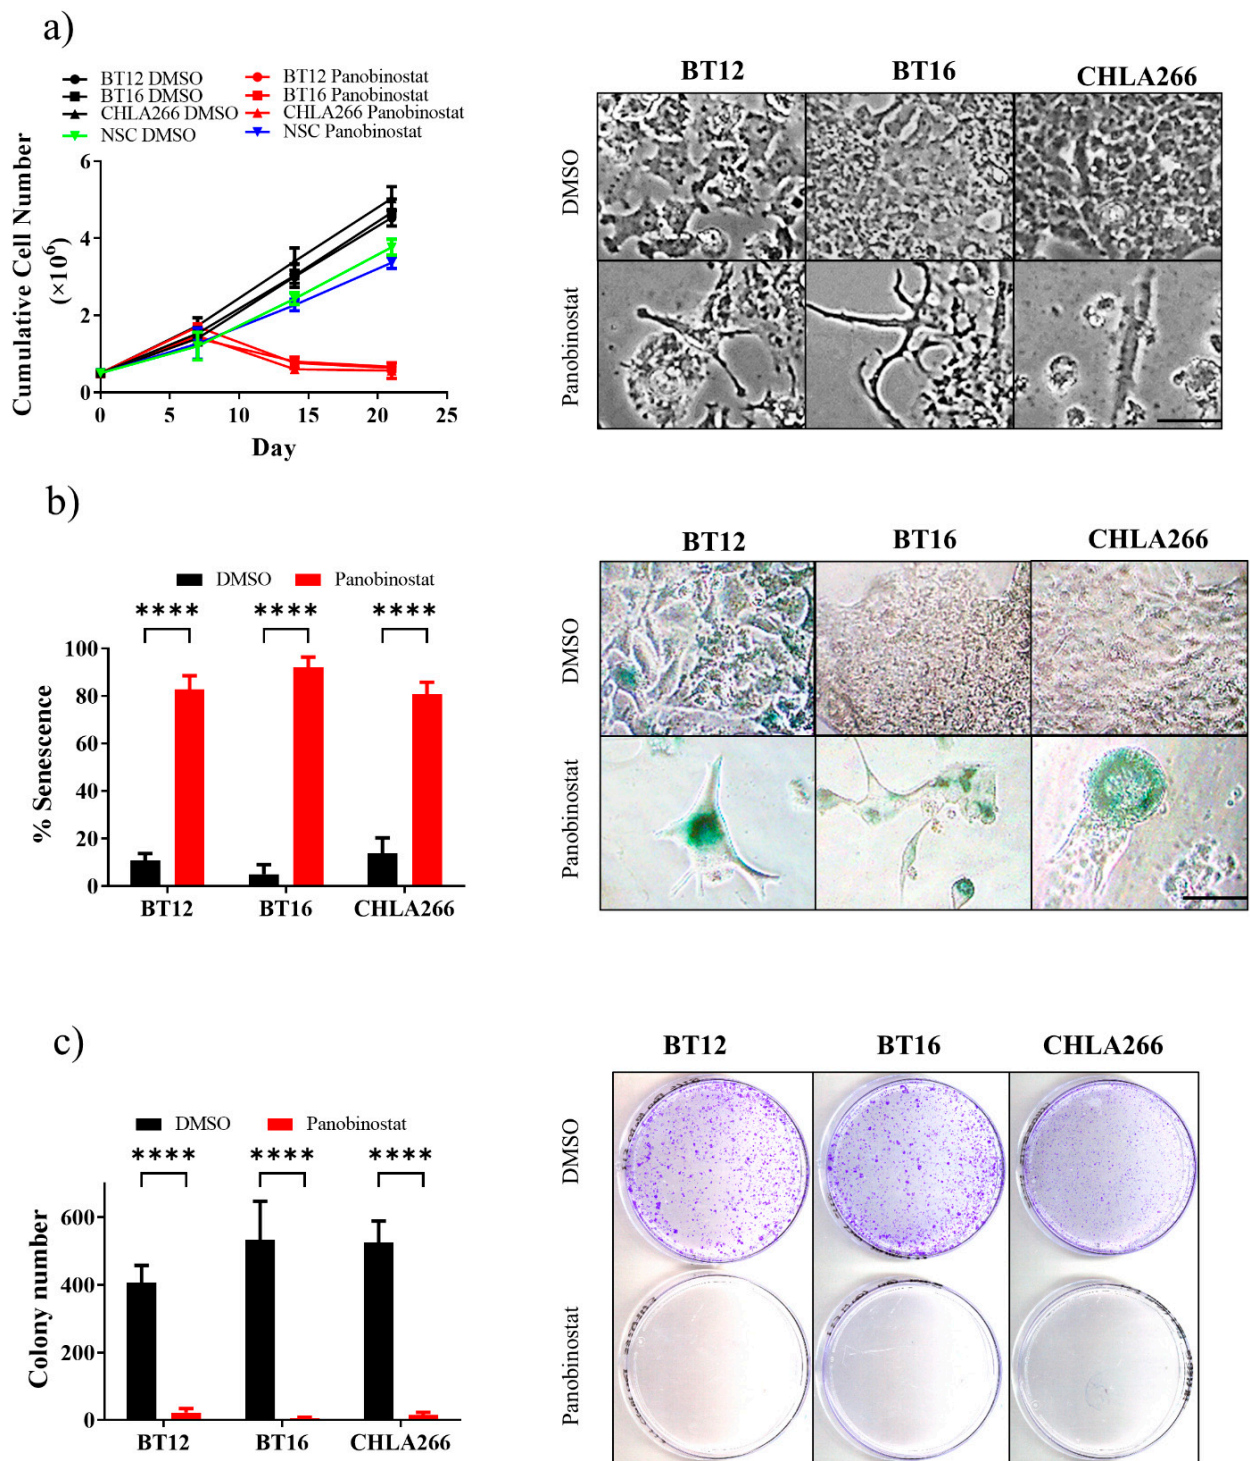 a)
BT12 DMSO BT12 Panobinostat
BT16 DMSO BT16 Panobinostat
CHLA266 DMSO CHLA266 Panobinostat
NSC DMSO NSC Panobinostat
Cumulative Cell Number
(×10⁶)
6
4
2
0
0 5 10 15 20 25
Day
BT12 BT16 CHLA266
DMSO
Panobinostat
b)
DMSO Panobinostat
**** **** ****
% Senescence
100
80
60
40
20
0
BT12 BT16 CHLA266
BT12 BT16 CHLA266
DMSO
Panobinostat
c)
DMSO Panobinostat
**** **** ****
Colony number
600
400
200
0
BT12 BT16 CHLA266
BT12 BT16 CHLA266
DMSO
Panobinostat